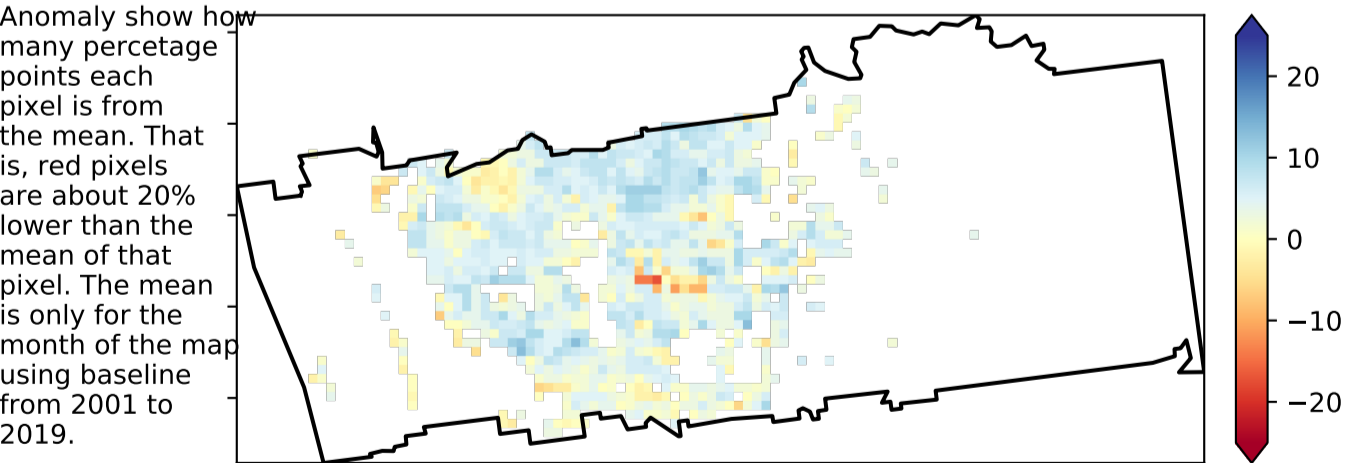 Anomaly show how
many percetage
points each
pixel is from
the mean. That
is, red pixels
are about 20%
lower than the
mean of that
pixel. The mean
is only for the
month of the map
using baseline
from 2001 to
2019.
20
10
0
−10
−20